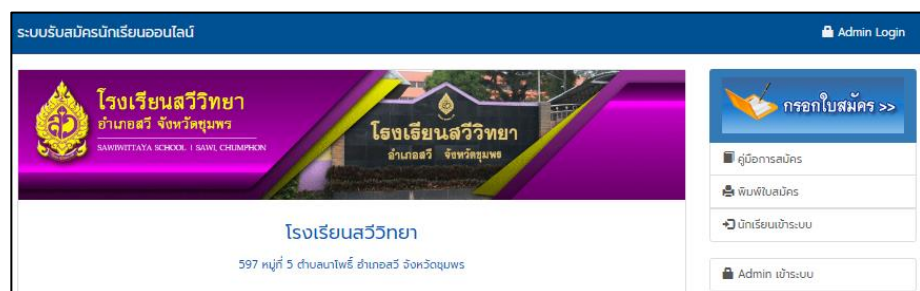 ระบบรับสมัครนักเรียนออนไลน์
Admin Login
โรงเรียนสวีวิทยา
อำเภอสวี จังหวัดชุมพร
SAWIWITTAYA SCHOOL | SAWI, CHUMPHON
โรงเรียนสวีวิทยา
อำเภอสวี จังหวัดชุมพร
กรอกใบสมัคร >>
คู่มือการสมัคร
พิมพ์ใบสมัคร
นักเรียนเข้าระบบ
Admin เข้าระบบ
โรงเรียนสวีวิทยา
597 หมู่ที่ 5 ตำบลนาโพธิ์ อำเภอสวี จังหวัดชุมพร